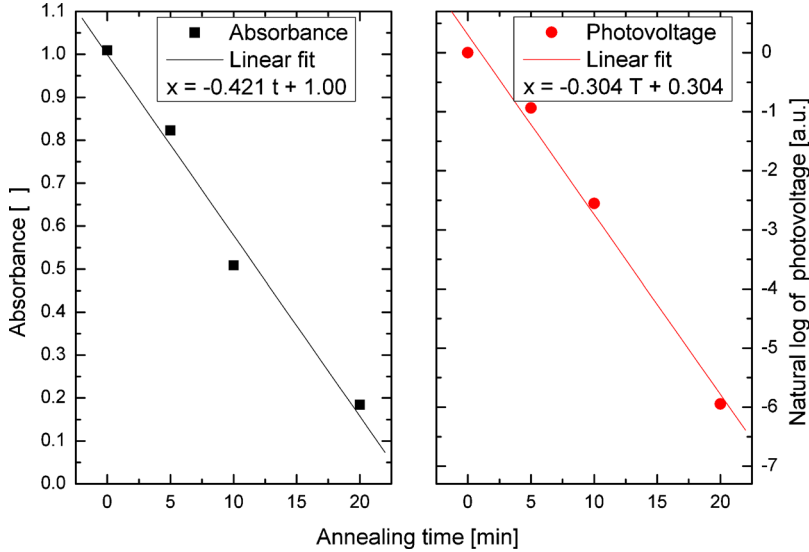 Absorbance
Linear fit
x = -0.421 t + 1.00
Absorbance [ ]
1.1
1.0
0.9
0.8
0.7
0.6
0.5
0.4
0.3
0.2
0.1
0.0
0 5 10 15 20
Photovoltage
Linear fit
x = -0.304 T + 0.304
0
-1
-2
-3
-4
-5
-6
-7
Natural log of photovoltage [a.u.]
0 5 10 15 20
Annealing time [min]